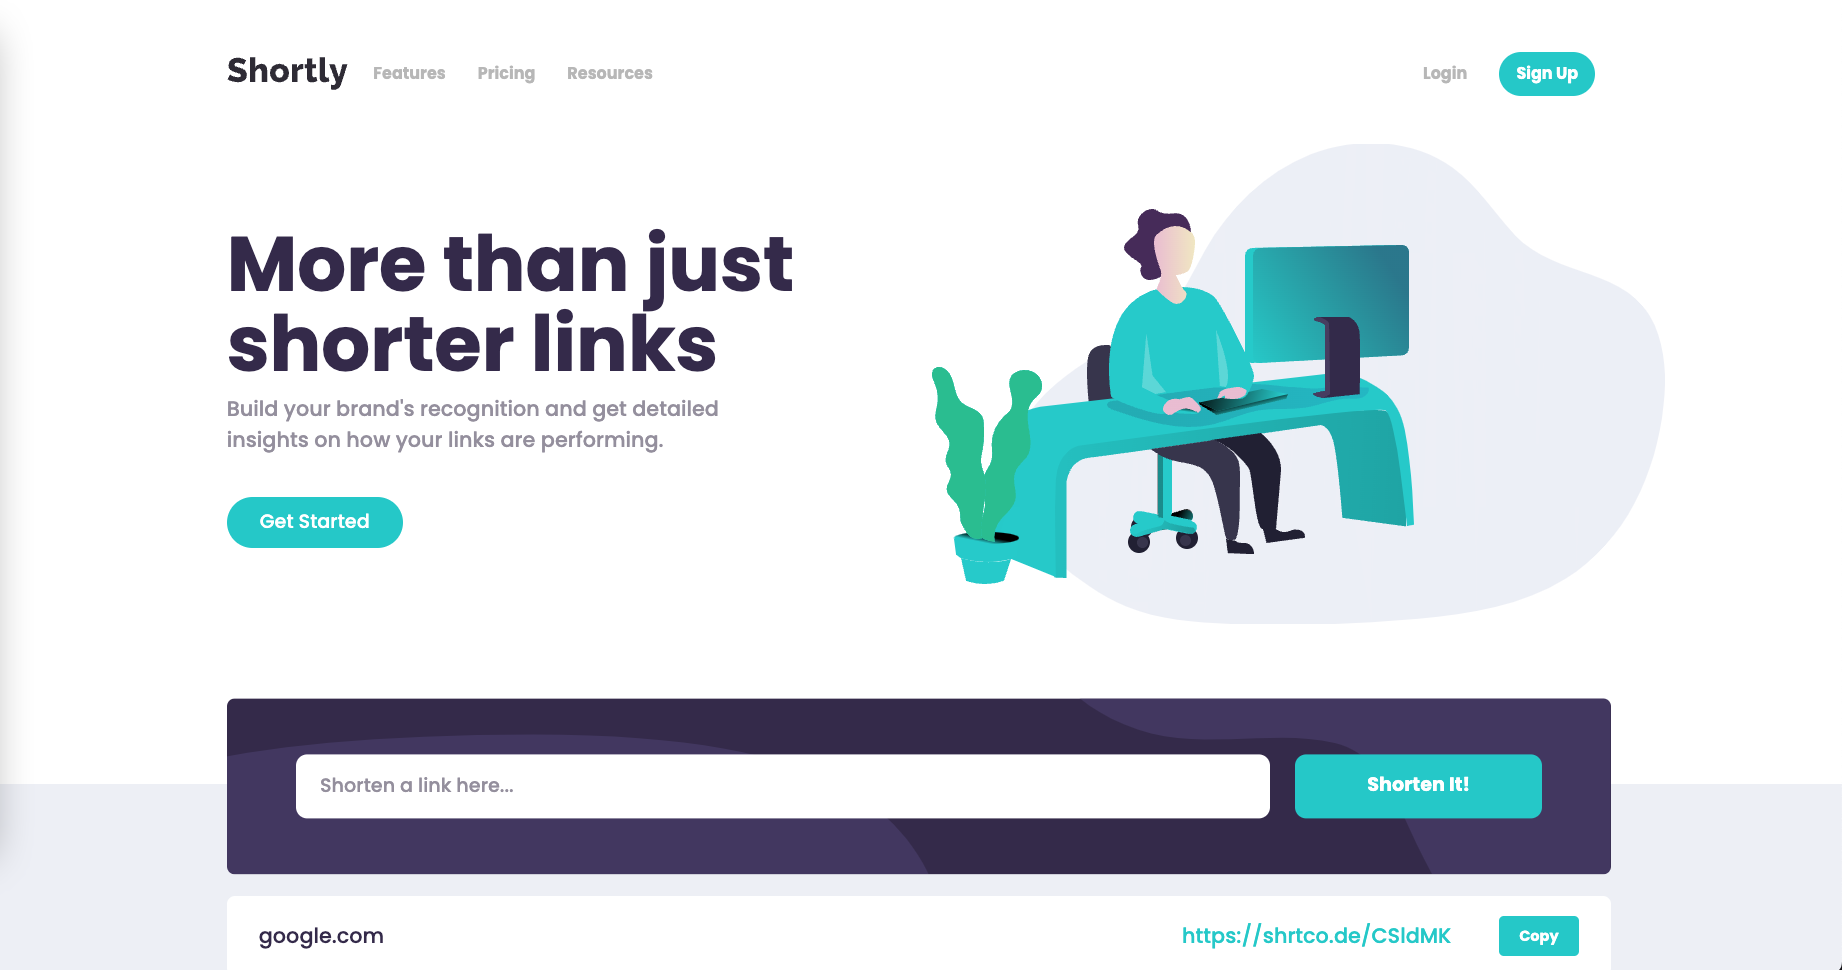 Shortly Features Pricing Resources Login Sign Up
More than just
shorter links
Build your brand's recognition and get detailed
insights on how your links are performing.
Get Started
Shorten a link here... Shorten It!
google.com https://shrtco.de/CSldMK Copy